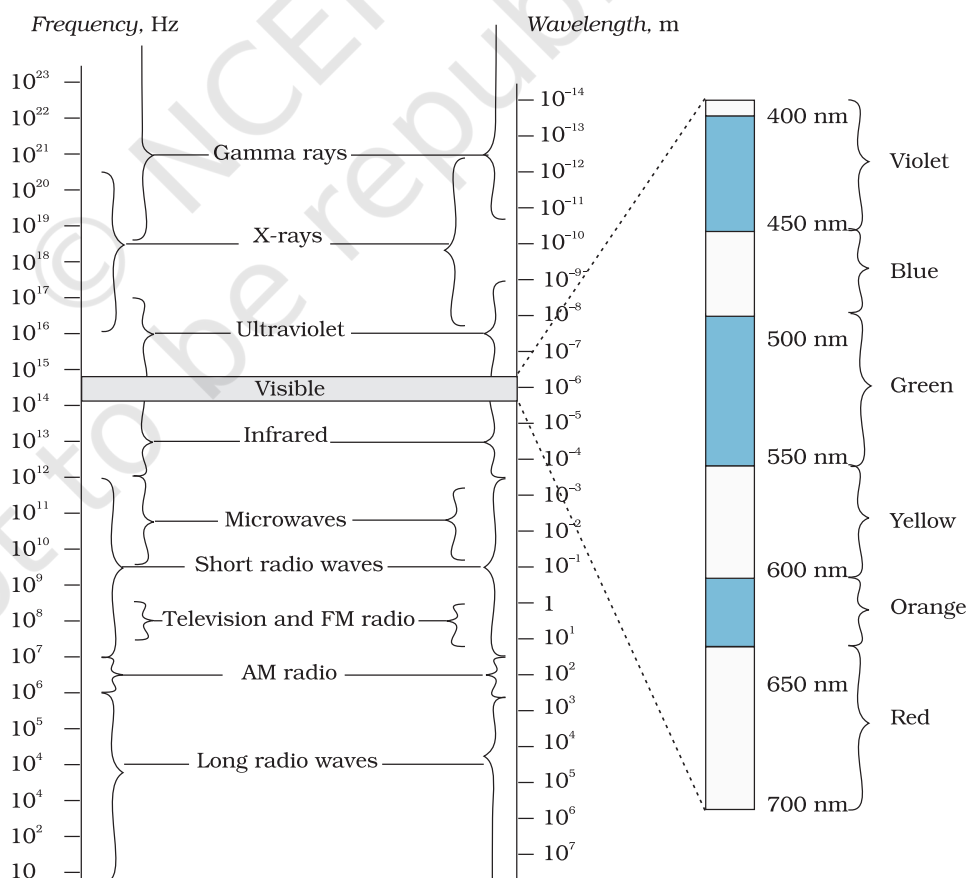 Frequency, Hz
10²³
10²²
10²¹
10²⁰
10¹⁹
10¹⁸
10¹⁷
10¹⁶
10¹⁵
10¹⁴
10¹³
10¹²
10¹¹
10¹⁰
10⁹
10⁸
10⁷
10⁶
10⁵
10⁴
10⁴
10²
10
Gamma rays
X-rays
Ultraviolet
Visible
Infrared
Microwaves
Short radio waves
Television and FM radio
AM radio
Long radio waves
Wavelength, m
10⁻¹⁴
10⁻¹³
10⁻¹²
10⁻¹¹
10⁻¹⁰
10⁻⁹
10⁻⁸
10⁻⁷
10⁻⁶
10⁻⁵
10⁻⁴
10⁻³
10⁻²
10⁻¹
1
10¹
10²
10³
10⁴
10⁵
10⁶
10⁷
400 nm
450 nm
500 nm
550 nm
600 nm
650 nm
700 nm
Violet
Blue
Green
Yellow
Orange
Red
© NCE
to be republi